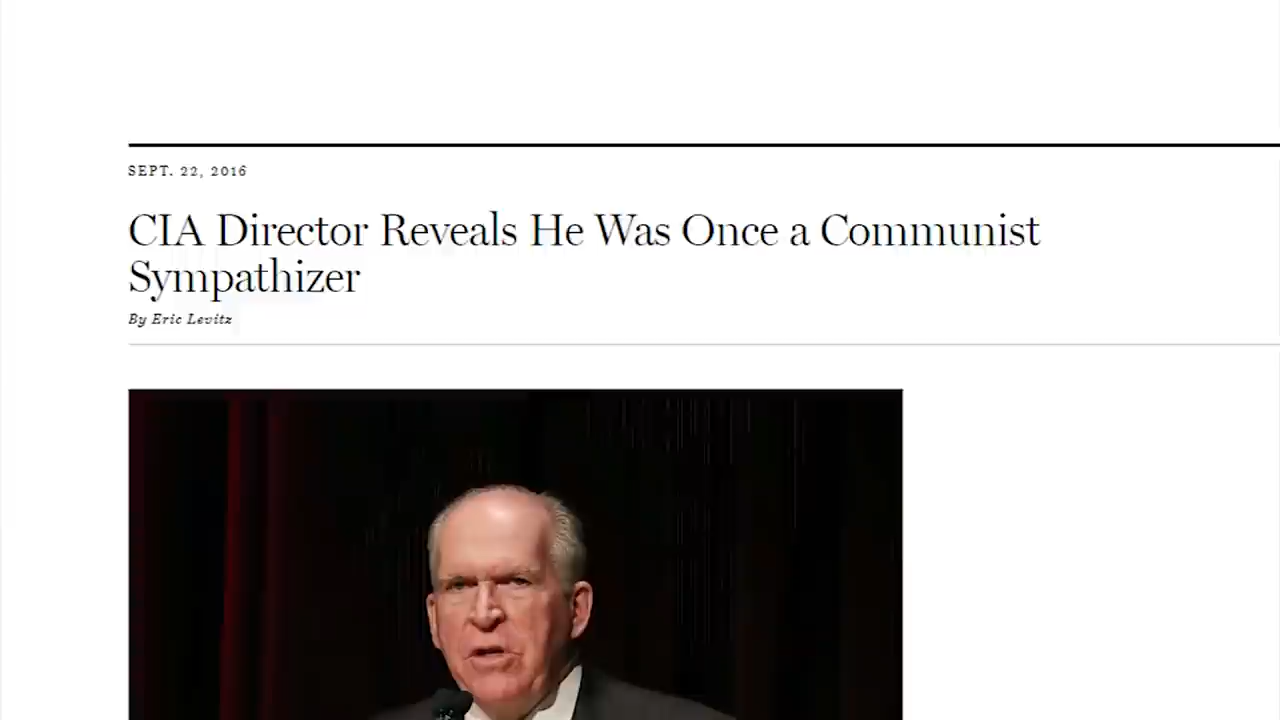 SEPT. 22, 2016
CIA Director Reveals He Was Once a Communist
Sympathizer
By Eric Levitz